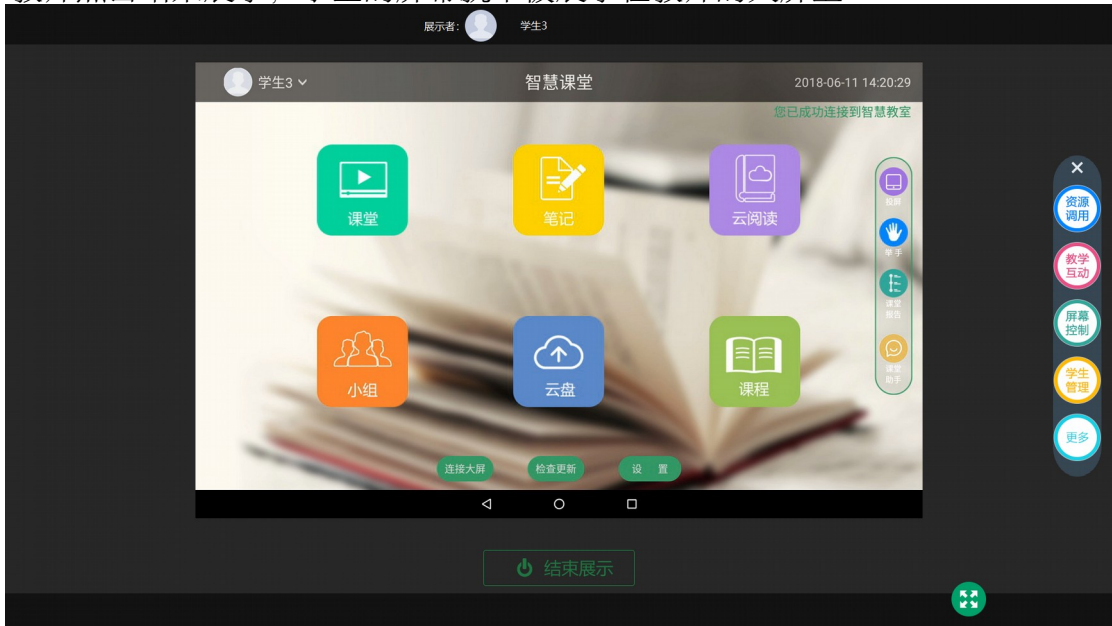 展示者: 学生3
学生3
智慧课堂
2018-06-11 14:20:29
您已成功连接到智慧教室
课堂
笔记
云阅读
投屏
举手
课堂
报告
课堂
助手
小组
云盘
课程
连接大屏
检查更新
设 置
资源
调用
教学
互动
屏幕
控制
学生
管理
更多
结束展示